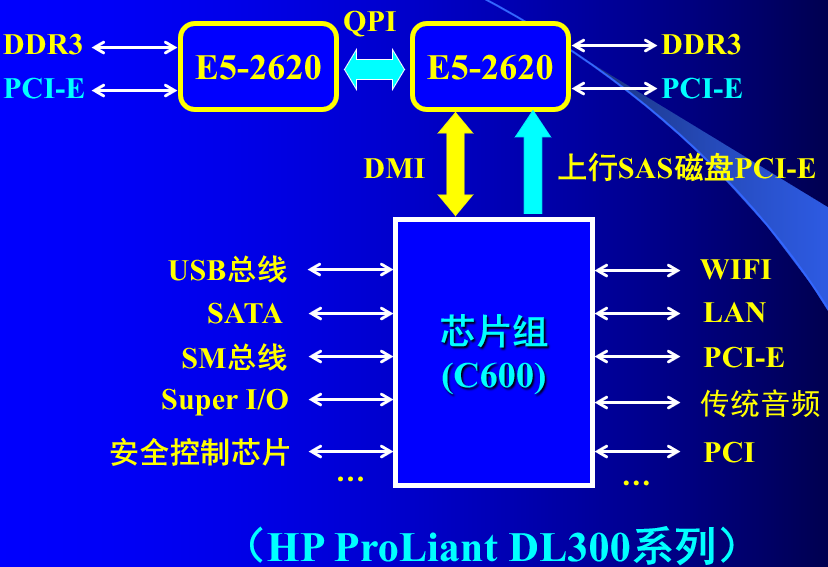 QPI
DDR3
E5-2620
E5-2620
DDR3
PCI-E
PCI-E
DMI
上行SAS磁盘PCI-E
USB总线
WIFI
SATA
LAN
芯片组
(C600)
SM总线
PCI-E
Super I/O
传统音频
安全控制芯片
PCI
...
...
（HP ProLiant DL300系列）